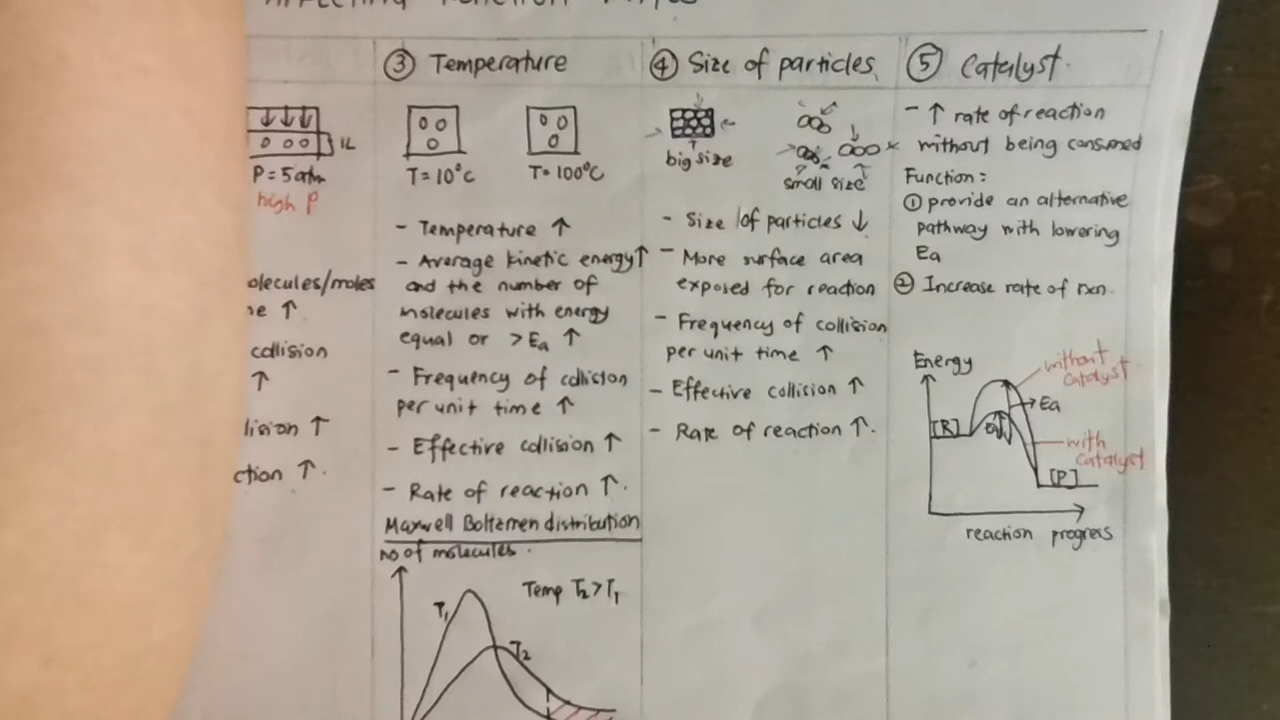 ③ Temperature
④ Size of particles
⑤ Catalyst.
1L
P = 5 atm
high P
olecules/moles
ne ↑
collision
↑
lision ↑
ction ↑.
T = 10°C
T = 100°C
- Temperature ↑
- Average kinetic energy ↑
and the number of
molecules with energy
equal or > Ea ↑
- Frequency of collision
per unit time ↑
- Effective collision ↑
- Rate of reaction ↑.
Maxwell Boltzmen distribution
no of molecules.
Temp T2 > T1
T1
T2
big size
small size
- Size of particles ↓
- More surface area
exposed for reaction
- Frequency of collision
per unit time ↑
- Effective collision ↑
- Rate of reaction ↑.
- ↑ rate of reaction
without being consumed
Function :
① provide an alternative
pathway with lowering
Ea
② Increase rate of rxn.
Energy
without
catalyst
Ea
[R]
Ea
with
catalyst
[P]
reaction progress